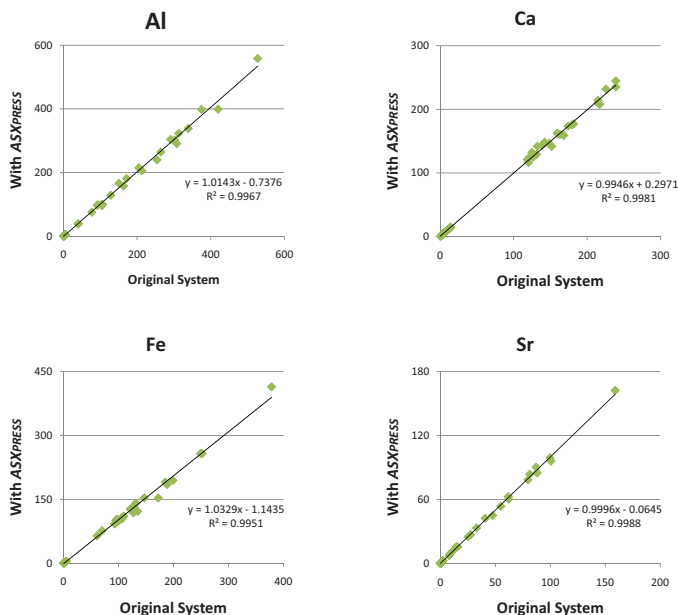 Al
600
400
200
0
0
200
400
600
With ASXPRESS
Original System
y = 1.0143x - 0.7376
R² = 0.9967
Ca
300
200
100
0
0
100
200
300
With ASXPRESS
Original System
y = 0.9946x + 0.2971
R² = 0.9981
Fe
450
300
150
0
0
100
200
300
400
With ASXPRESS
Original System
y = 1.0329x - 1.1435
R² = 0.9951
Sr
180
120
60
0
0
50
100
150
200
With ASXPRESS
Original System
y = 0.9996x - 0.0645
R² = 0.9988